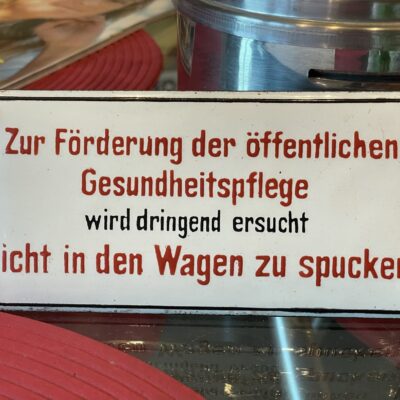 Zur Förderung der öffentlichen
Gesundheitspflege
wird dringend ersucht
icht in den Wagen zu spucken